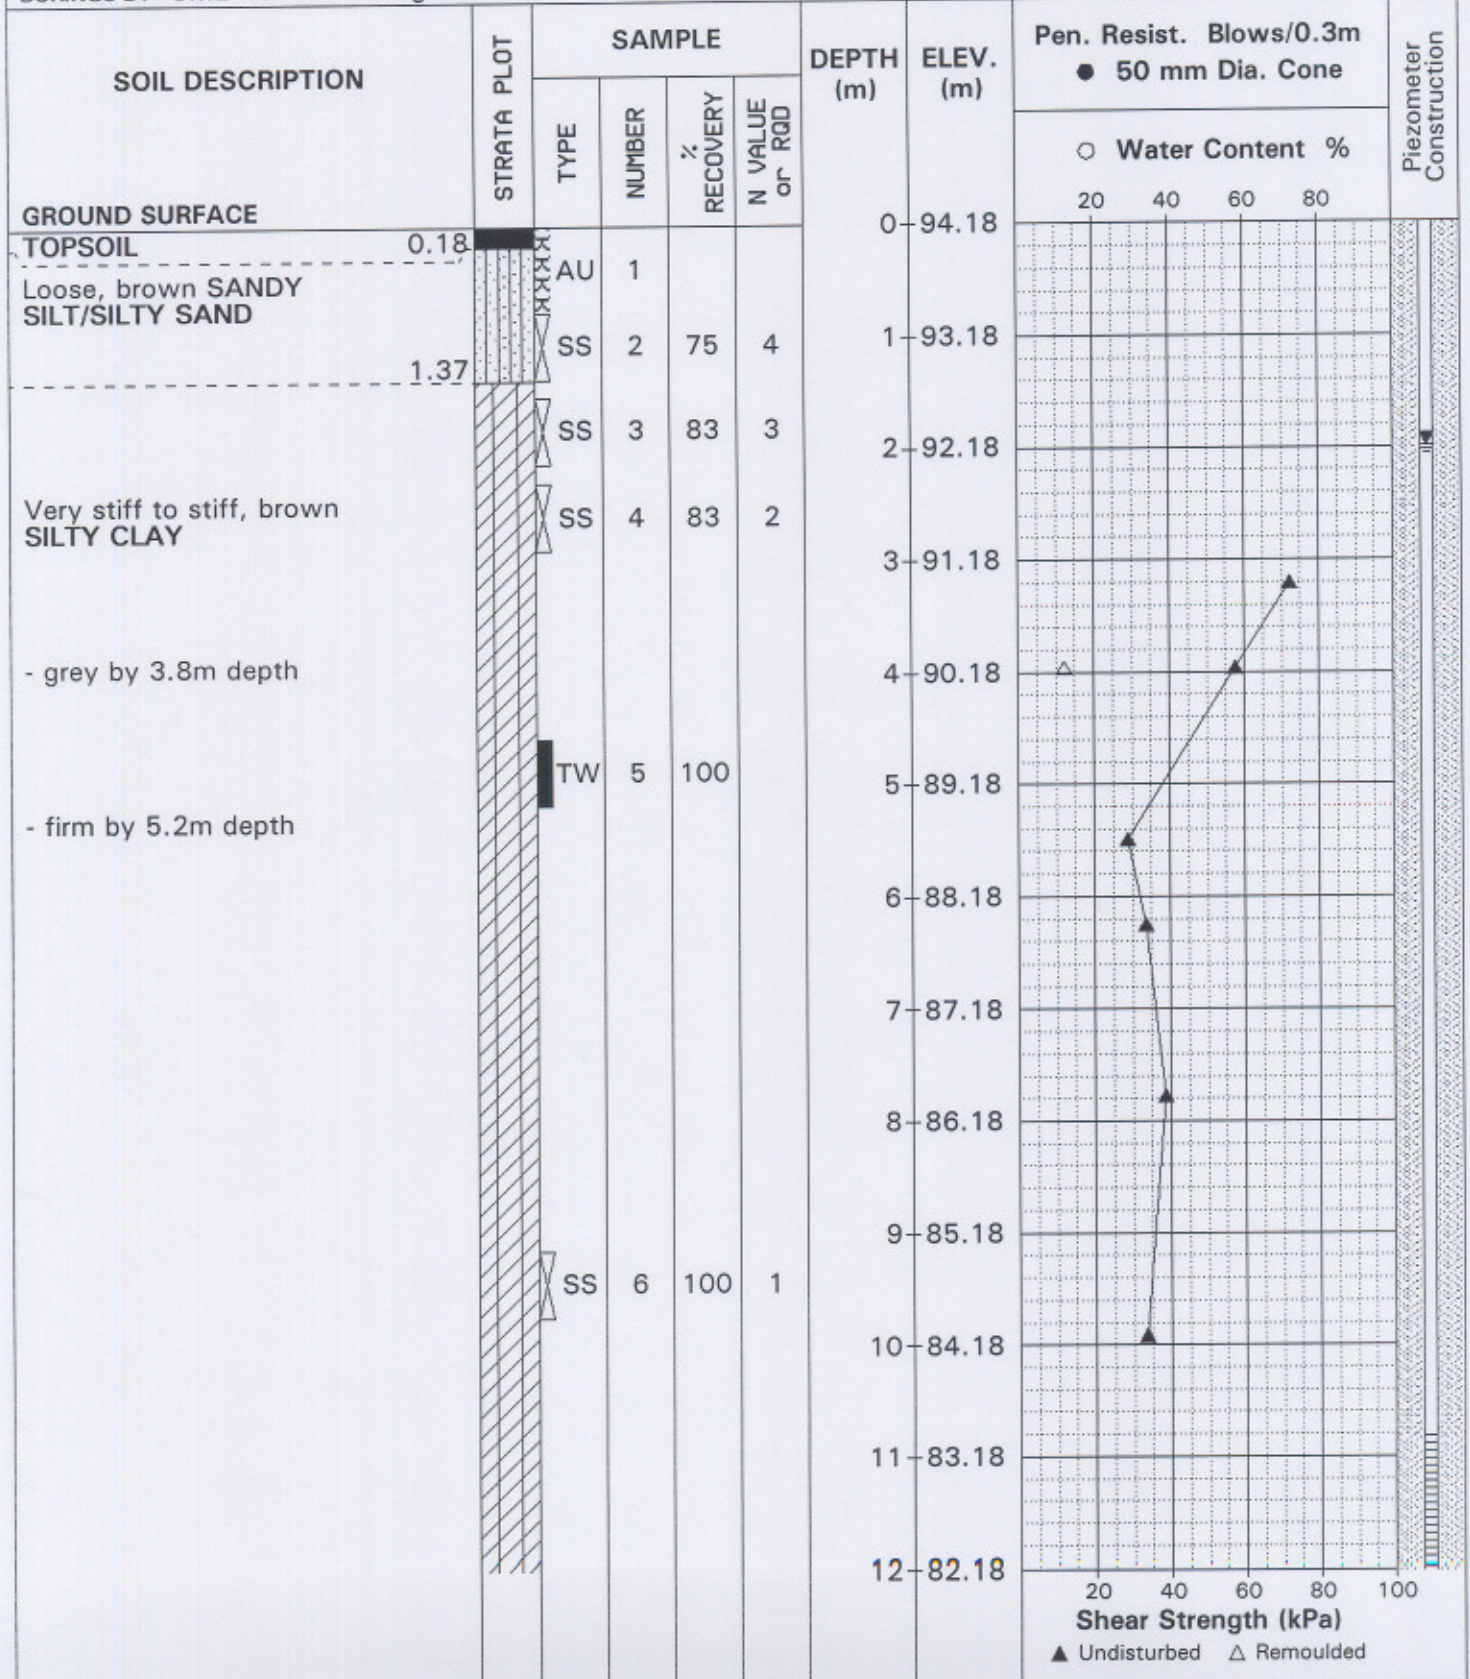 SOIL DESCRIPTION
STRATA PLOT
SAMPLE
TYPE
NUMBER
% RECOVERY
N VALUE or RQD
DEPTH (m)
ELEV. (m)
Pen. Resist. Blows/0.3m
● 50 mm Dia. Cone
○ Water Content %
20 40 60 80
Piezometer Construction
GROUND SURFACE
0 94.18
TOPSOIL 0.18
AU 1
Loose, brown SANDY
SILT/SILTY SAND
1 93.18
SS 2 75 4
1.37
SS 3 83 3
2 92.18
Very stiff to stiff, brown
SILTY CLAY
SS 4 83 2
3 91.18
- grey by 3.8m depth
4 90.18
TW 5 100
5 89.18
- firm by 5.2m depth
6 88.18
7 87.18
8 86.18
9 85.18
SS 6 100 1
10 84.18
11 83.18
12 82.18
20 40 60 80 100
Shear Strength (kPa)
▲ Undisturbed △ Remoulded